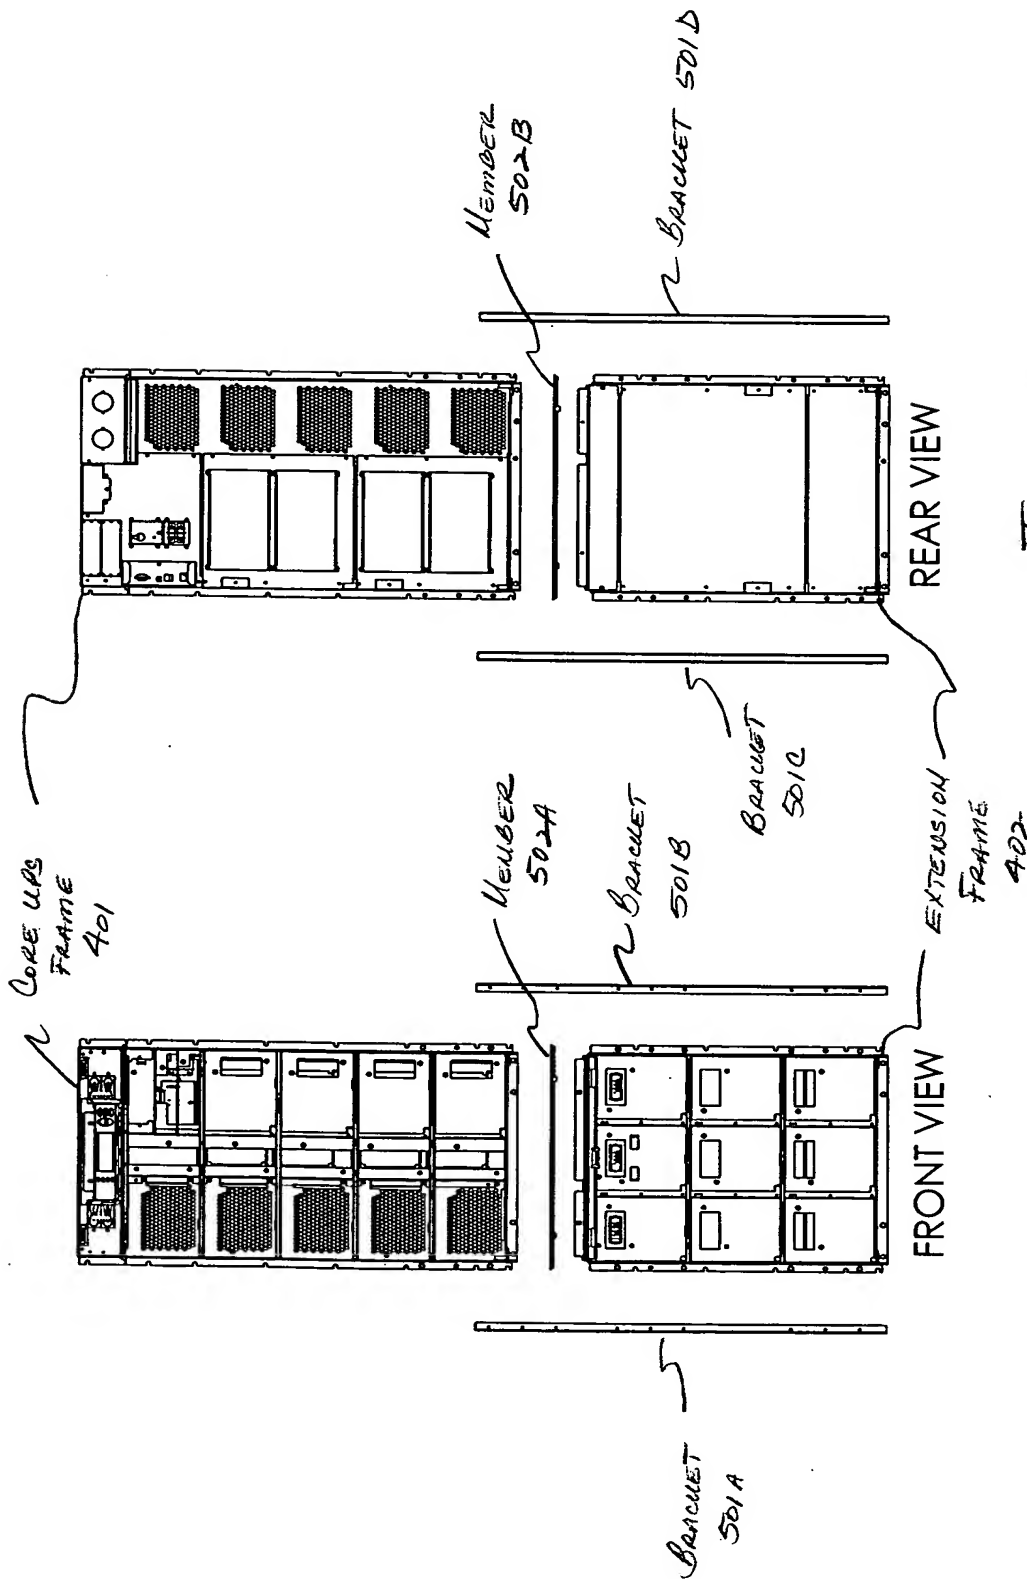 CORE UPS
FRAME
401
MEMBER
502A
BRACKET
501B
BRACKET
501A
FRONT VIEW
EXTENSION
FRAME
402
MEMBER
502B
BRACKET 501D
BRACKET
501C
REAR VIEW